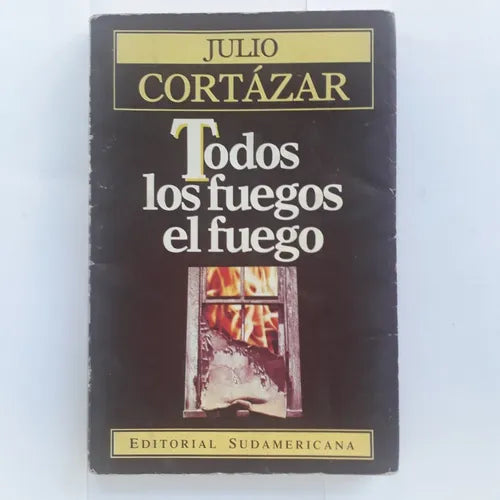 JULIO
CORTÁZAR
Todos
los fuegos
el fuego
EDITORIAL SUDAMERICANA